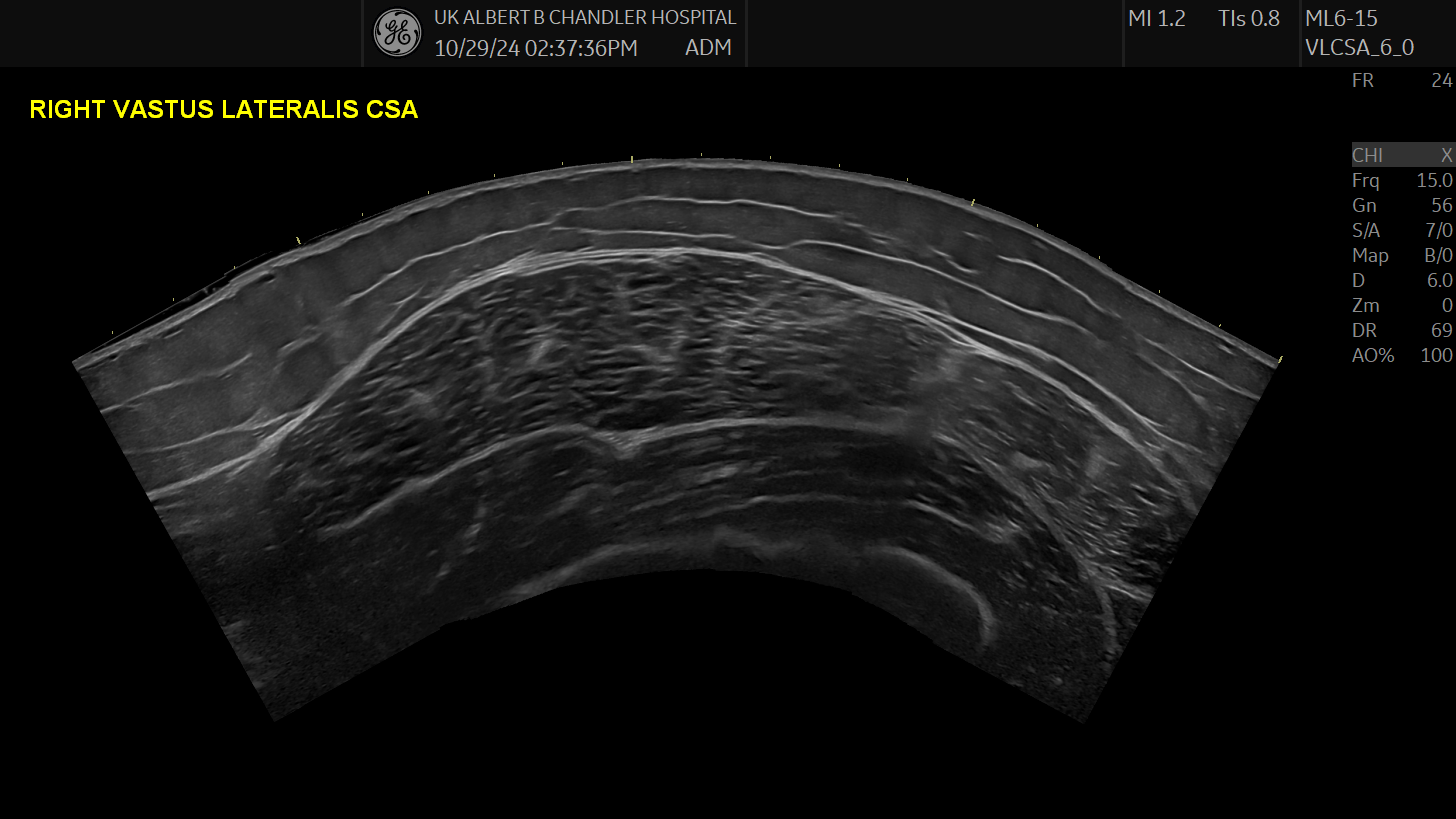 UK ALBERT B CHANDLER HOSPITAL
10/29/24 02:37:36PM ADM
MI 1.2 TIs 0.8
ML6-15
VLCSA_6_0
RIGHT VASTUS LATERALIS CSA
FR 24
CHI X
Frq 15.0
Gn 56
S/A 7/0
Map B/0
D 6.0
Zm 0
DR 69
AO% 100
GE